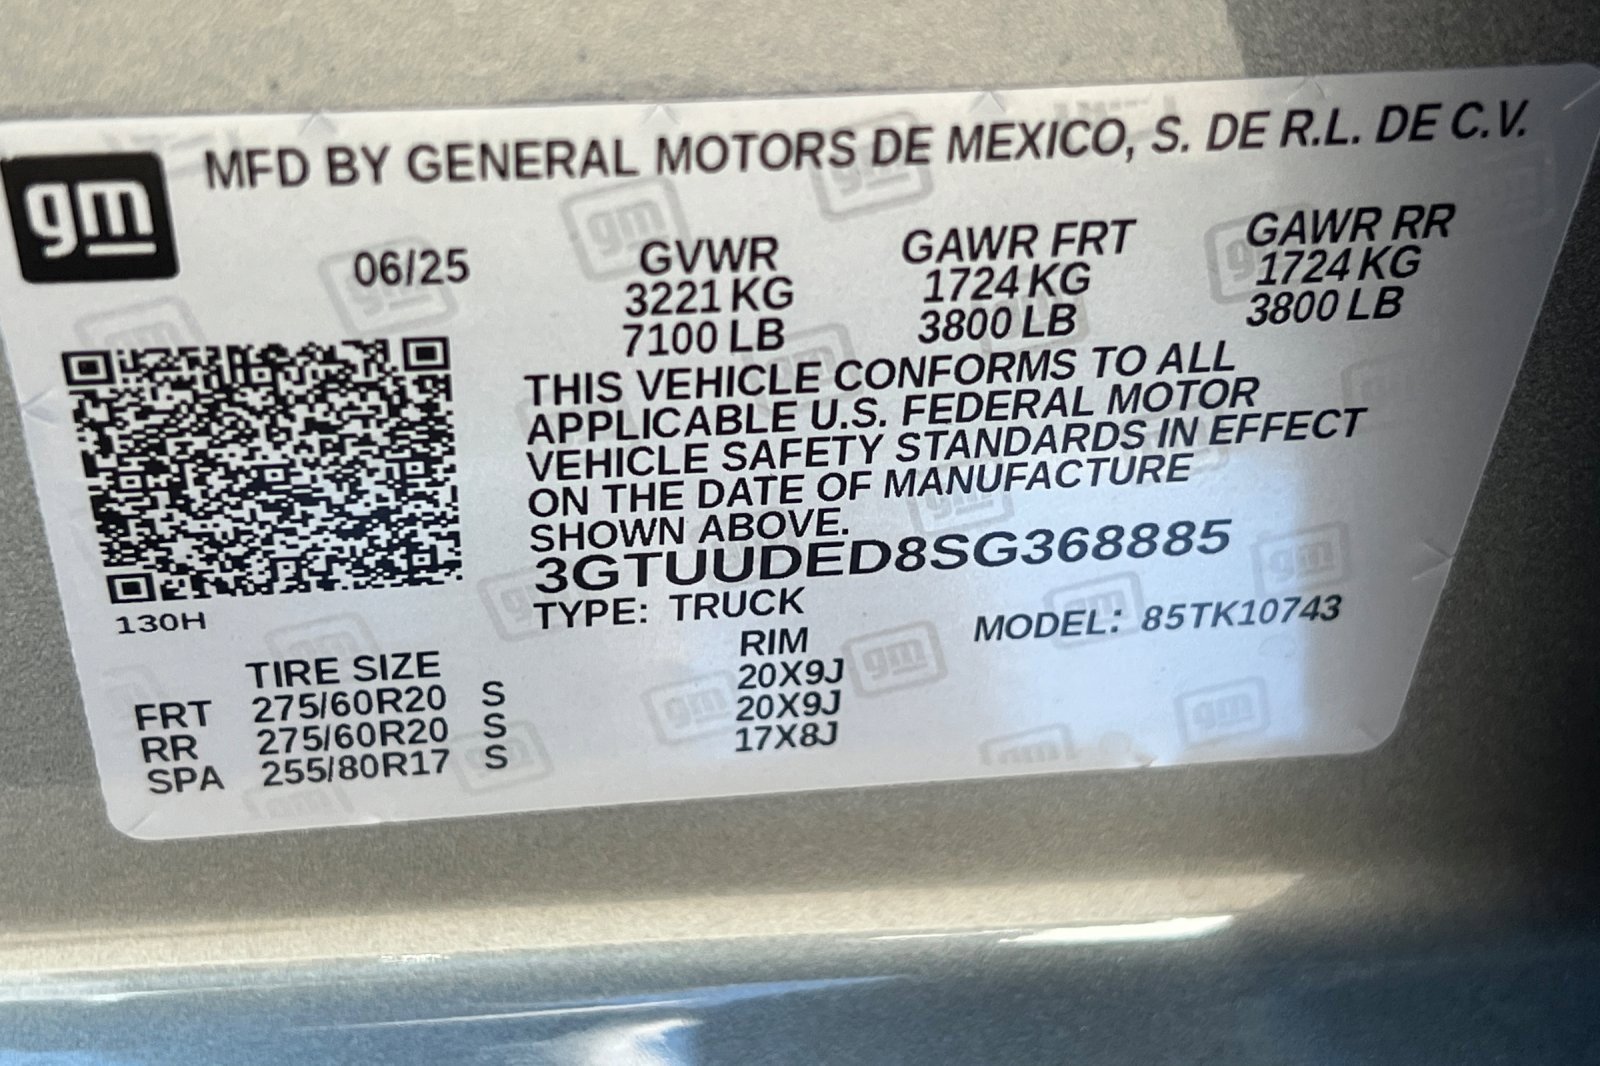 gm MFD BY GENERAL MOTORS DE MEXICO, S. DE R.L. DE C.V.
06/25 GVWR GAWR FRT GAWR RR
3221 KG 1724 KG 1724 KG
7100 LB 3800 LB 3800 LB
THIS VEHICLE CONFORMS TO ALL
APPLICABLE U.S. FEDERAL MOTOR
VEHICLE SAFETY STANDARDS IN EFFECT
ON THE DATE OF MANUFACTURE
SHOWN ABOVE.
3GTUUDED8SG368885
130H
TYPE: TRUCK MODEL: 85TK10743
TIRE SIZE RIM
FRT 275/60R20 S 20X9J
RR 275/60R20 S 20X9J
SPA 255/80R17 S 17X8J